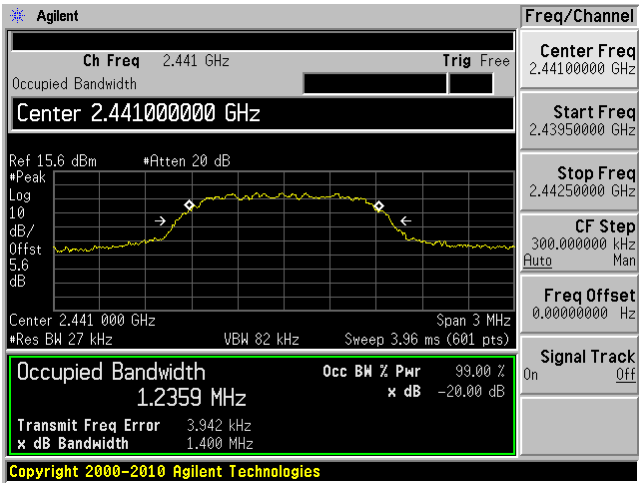 Agilent
Freq/Channel
Ch Freq 2.441 GHz Trig Free
Occupied Bandwidth
Center 2.441000000 GHz
Ref 15.6 dBm #Atten 20 dB
#Peak
Log
10
dB/
Offst
5.6
dB
Center 2.441 000 GHz Span 3 MHz
#Res BW 27 kHz VBW 82 kHz Sweep 3.96 ms (601 pts)
Occupied Bandwidth Occ BW % Pwr 99.00 %
1.2359 MHz x dB -20.00 dB
Transmit Freq Error 3.942 kHz
x dB Bandwidth 1.400 MHz
Center Freq
2.44100000 GHz
Start Freq
2.43950000 GHz
Stop Freq
2.44250000 GHz
CF Step
300.000000 kHz
Auto Man
Freq Offset
0.00000000 Hz
Signal Track
On Off
Copyright 2000-2010 Agilent Technologies